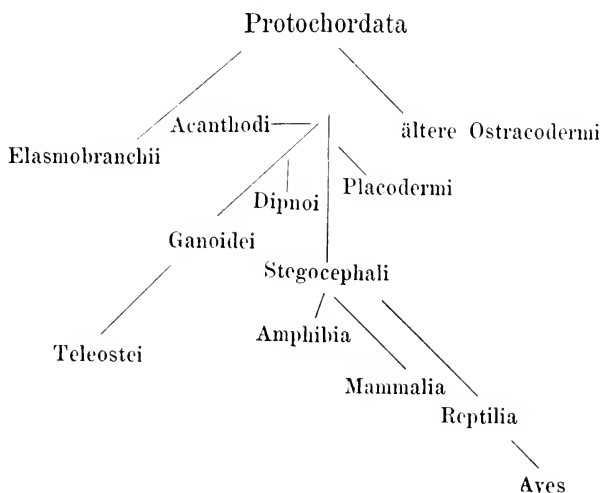 Protochordata
Acanthodi
ältere Ostracodermi
Elasmobranchii
Placodermi
Dipnoi
Ganoidei
Stegocephali
Amphibia
Teleostei
Mammalia
Reptilia
Aves